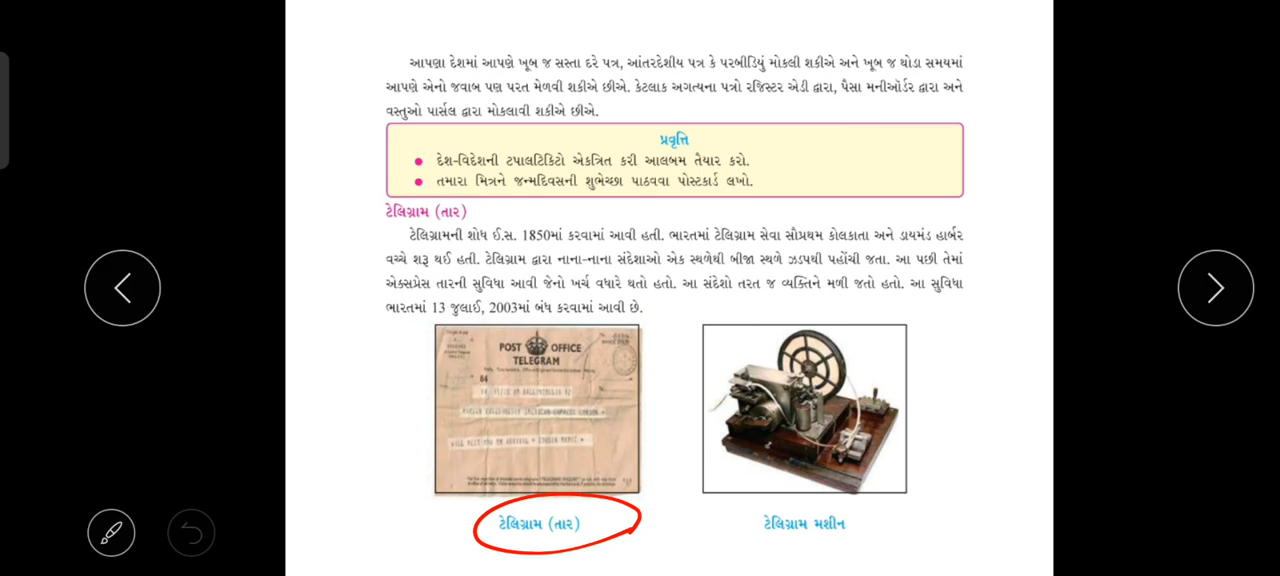 આપણા દેશમાં આપણે ખૂબ જ સસ્તા દરે પત્ર, આંતરદેશીય પત્ર કે પરબીડિયું મોકલી શકીએ અને ખૂબ જ થોડા સમયમાં
આપણે એનો જવાબ પણ પરત મેળવી શકીએ છીએ. કેટલાક અગત્યના પત્રો રજિસ્ટર એડી દ્વારા, પૈસા મનીઑર્ડર દ્વારા અને
વસ્તુઓ પાર્સલ દ્વારા મોકલાવી શકીએ છીએ.
પ્રવૃત્તિ
● દેશ-વિદેશની ટપાલટિકિટો એકત્રિત કરી આલબમ તૈયાર કરો.
● તમારા મિત્રને જન્મદિવસની શુભેચ્છા પાઠવવા પોસ્ટકાર્ડ લખો.
ટેલિગ્રામ (તાર)
ટેલિગ્રામની શોધ ઈ.સ. 1850માં કરવામાં આવી હતી. ભારતમાં ટેલિગ્રામ સેવા સૌપ્રથમ કોલકાતા અને ડાયમંડ હાર્બર
વચ્ચે શરૂ થઈ હતી. ટેલિગ્રામ દ્વારા નાના-નાના સંદેશાઓ એક સ્થળેથી બીજા સ્થળે ઝડપથી પહોંચી જતા. આ પછી તેમાં
એક્સપ્રેસ તારની સુવિધા આવી જેનો ખર્ચ વધારે થતો હતો. આ સંદેશો તરત જ વ્યક્તિને મળી જતો હતો. આ સુવિધા
ભારતમાં 13 જુલાઈ, 2003માં બંધ કરવામાં આવી છે.
POST OFFICE
TELEGRAM
84
ટેલિગ્રામ (તાર)
ટેલિગ્રામ મશીન